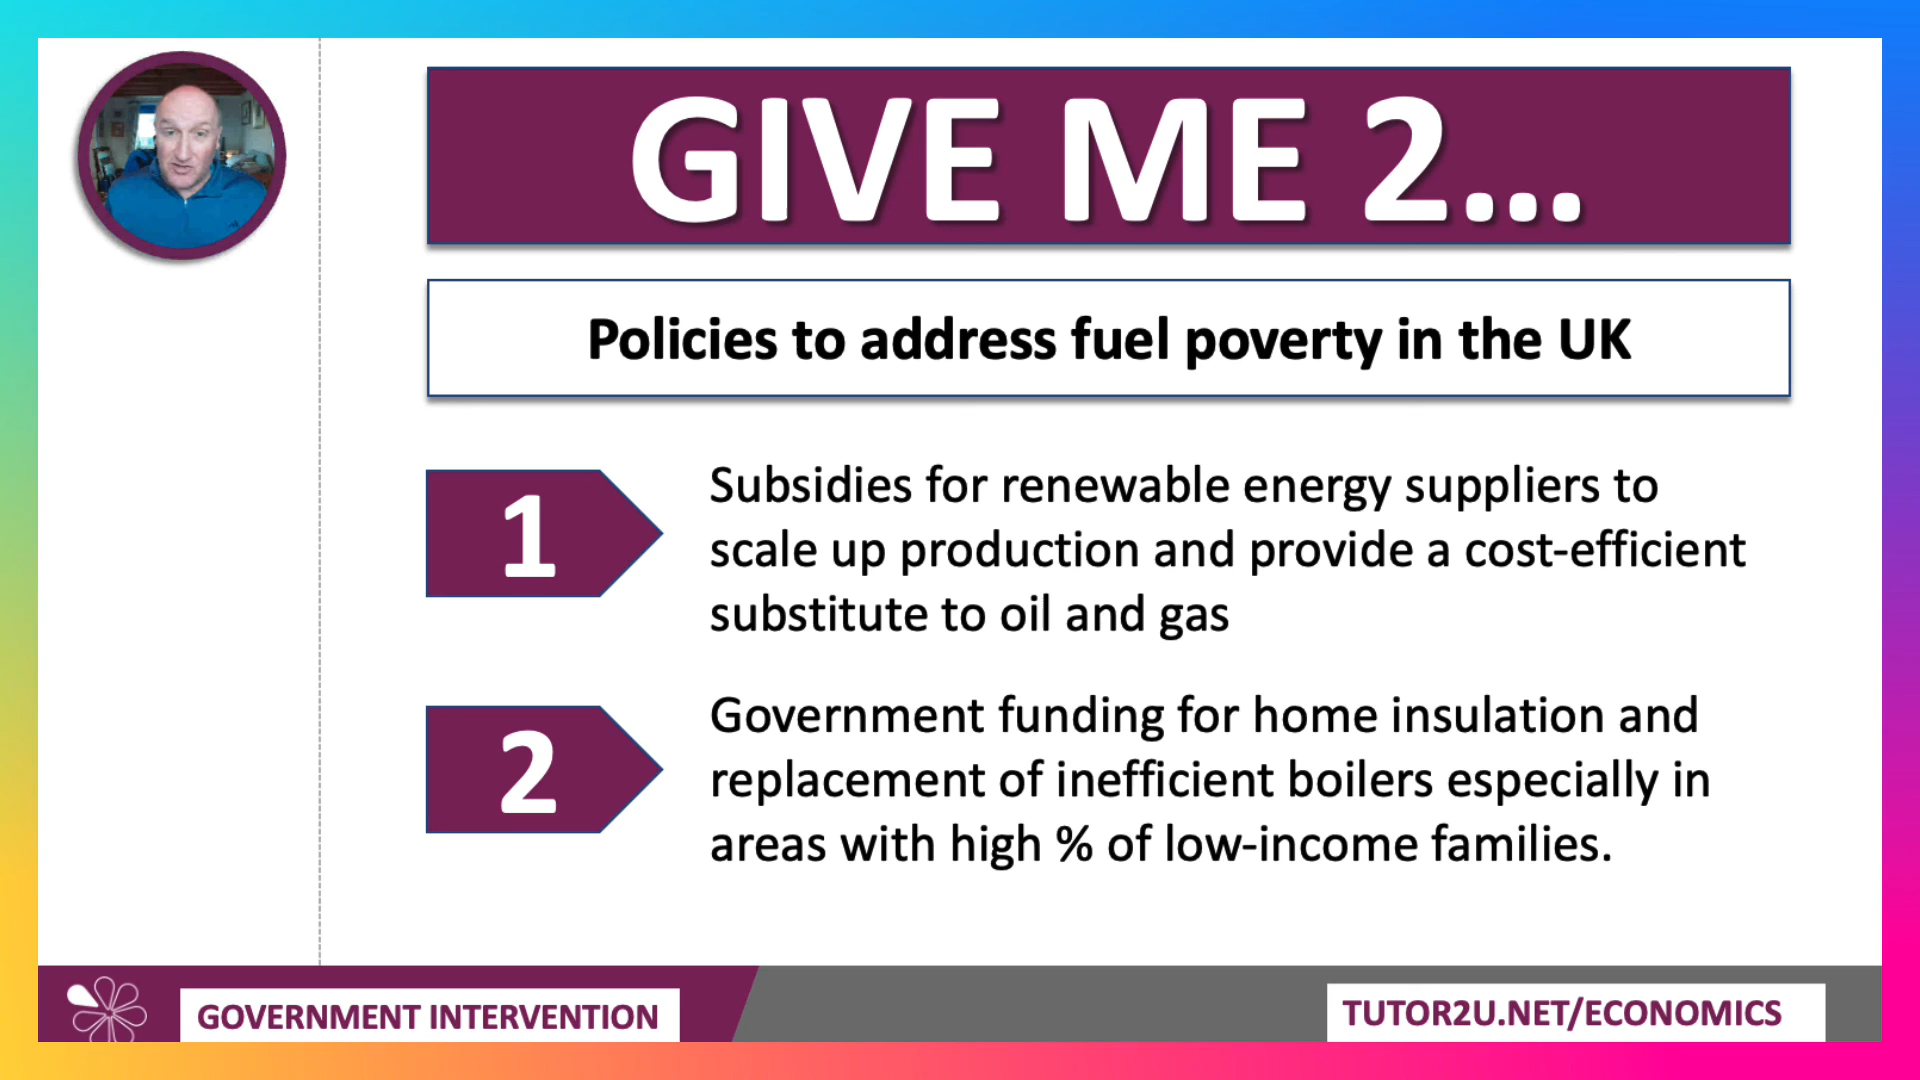 GIVE ME 2...
Policies to address fuel poverty in the UK
1
Subsidies for renewable energy suppliers to
scale up production and provide a cost-efficient
substitute to oil and gas
2
Government funding for home insulation and
replacement of inefficient boilers especially in
areas with high % of low-income families.
GOVERNMENT INTERVENTION
TUTOR2U.NET/ECONOMICS